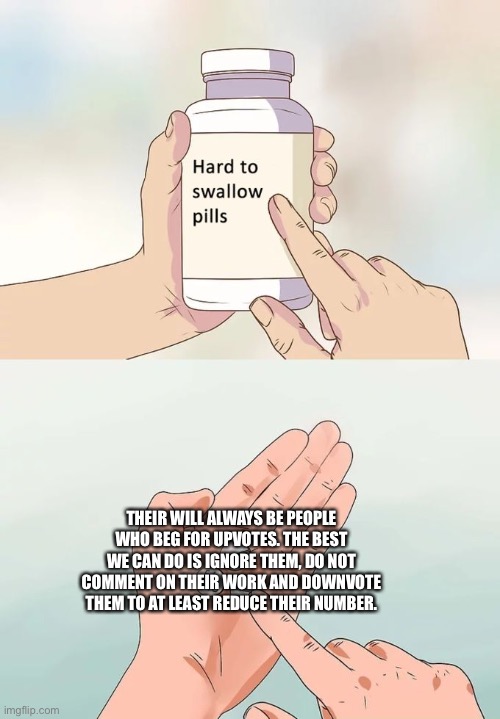 Hard to
swallow
pills
THEIR WILL ALWAYS BE PEOPLE
WHO BEG FOR UPVOTES. THE BEST
WE CAN DO IS IGNORE THEM, DO NOT
COMMENT ON THEIR WORK AND DOWNVOTE
THEM TO AT LEAST REDUCE THEIR NUMBER.
imgflip.com